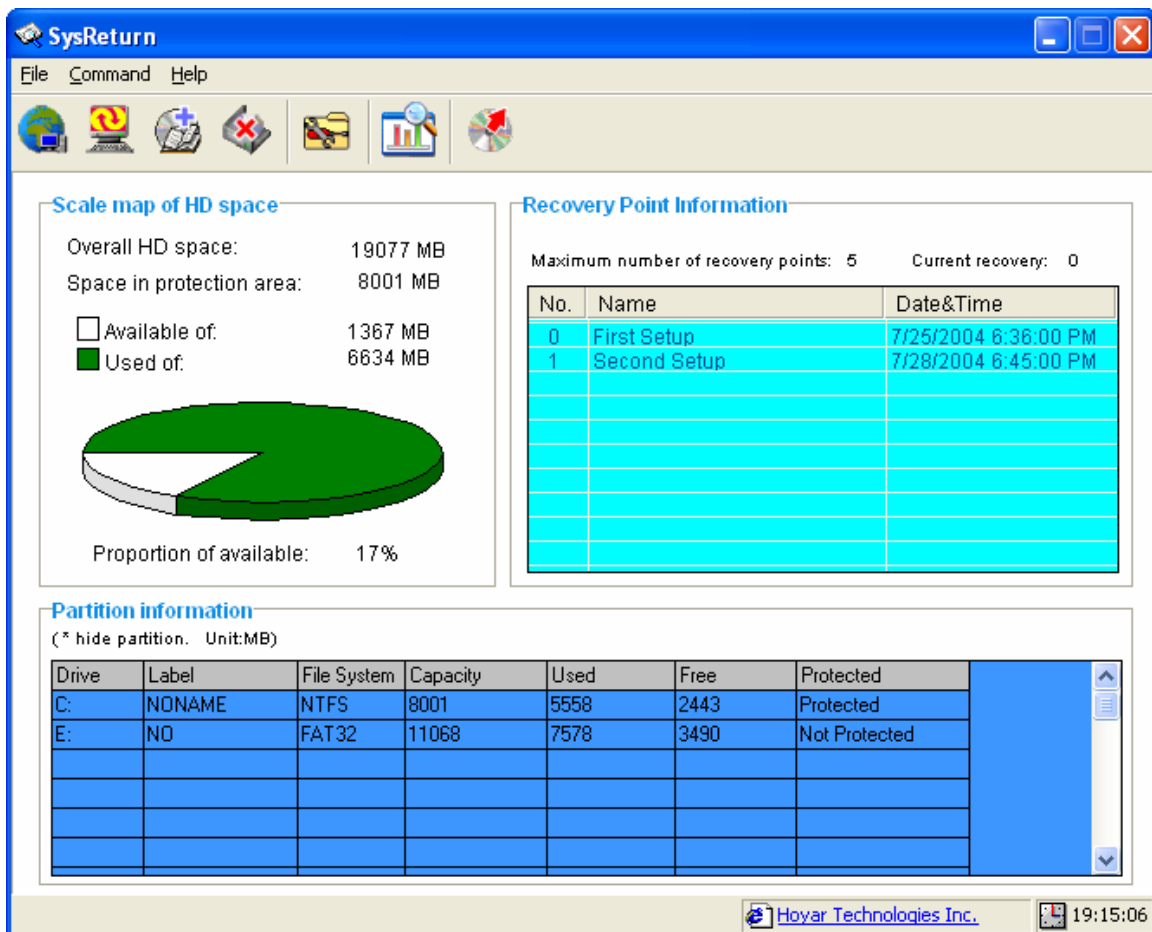 SysReturn
File Command Help
Scale map of HD space
Overall HD space: 19077 MB
Space in protection area: 8001 MB
Available of: 1367 MB
Used of: 6634 MB
Proportion of available: 17%
Recovery Point Information
Maximum number of recovery points: 5 Current recovery: 0
No. Name Date&Time
0 First Setup 7/25/2004 6:36:00 PM
1 Second Setup 7/28/2004 6:45:00 PM
Partition information
(* hide partition. Unit:MB)
Drive Label File System Capacity Used Free Protected
C: NONAME NTFS 8001 5558 2443 Protected
E: NO FAT32 11068 7578 3490 Not Protected
Hoyar Technologies Inc. 19:15:06